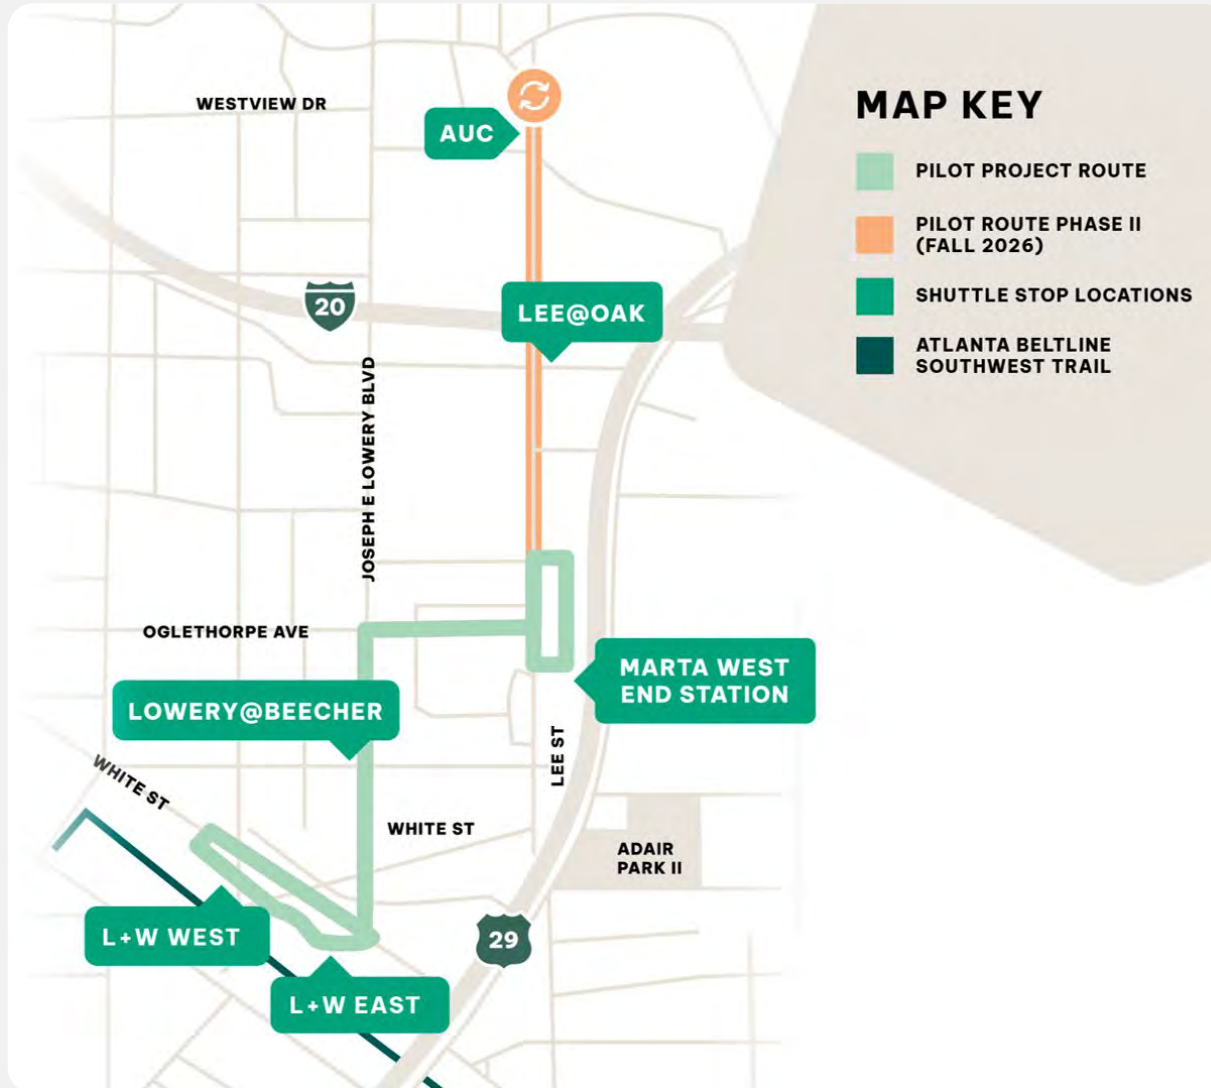 MAP KEY
PILOT PROJECT ROUTE
PILOT ROUTE PHASE II
(FALL 2026)
SHUTTLE STOP LOCATIONS
ATLANTA BELTLINE
SOUTHWEST TRAIL
WESTVIEW DR
AUC
20
LEE@OAK
JOSEPH E LOWERY BLVD
OGLETHORPE AVE
MARTA WEST
END STATION
LOWERY@BEECHER
LEE ST
WHITE ST
WHITE ST
ADAIR
PARK II
L+W WEST
29
L+W EAST